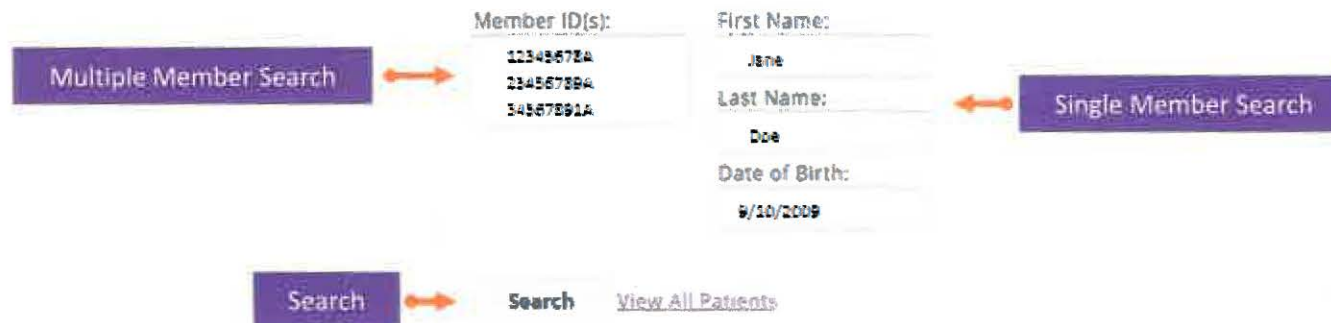 Member ID(s):
First Name:
Multiple Member Search
12345678A
23456789A
34567891A
Jane
Last Name:
Single Member Search
Doe
Date of Birth:
9/10/2009
Search
Search
View All Patients